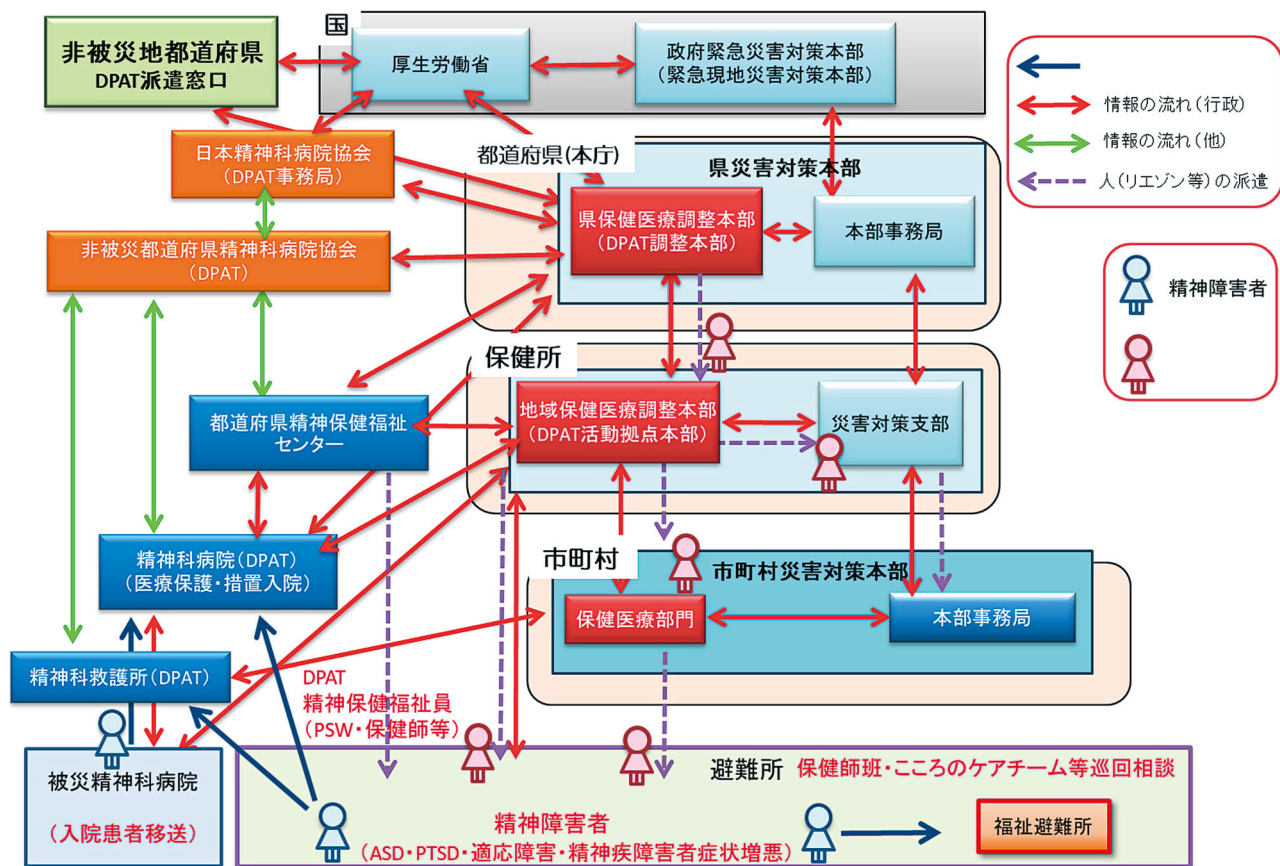 国
非被災地都道府県
DPAT派遣窓口
厚生労働省
政府緊急災害対策本部
(緊急現地災害対策本部)
情報の流れ(行政)
情報の流れ(他)
人(リエゾン等)の派遣
日本精神科病院協会
(DPAT事務局)
都道府県(本庁)
県災害対策本部
県保健医療調整本部
(DPAT調整本部)
本部事務局
非被災都道府県精神科病院協会
(DPAT)
精神障害者
保健所
都道府県精神保健福祉
センター
地域保健医療調整本部
(DPAT活動拠点本部)
災害対策支部
精神科病院(DPAT)
(医療保護・措置入院)
市町村
市町村災害対策本部
保健医療部門
本部事務局
精神科救護所(DPAT)
DPAT
精神保健福祉員
(PSW・保健師等)
被災精神科病院
(入院患者移送)
避難所 保健師班・こころのケアチーム等巡回相談
精神障害者
(ASD・PTSD・適応障害・精神疾障害者症状増悪)
福祉避難所